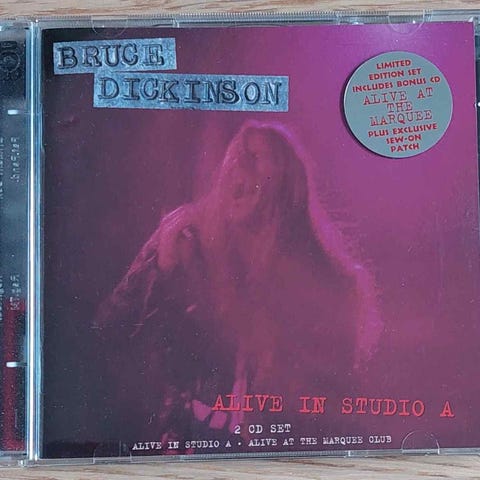 BRUCE
DICKINSON
LIMITED
EDITION SET
INCLUDES BONUS CD
ALIVE AT
THE
MARQUEE
PLUS EXCLUSIVE
SEW-ON
PATCH
ALIVE IN STUDIO A
2 CD SET
ALIVE IN STUDIO A · ALIVE AT THE MARQUEE CLUB